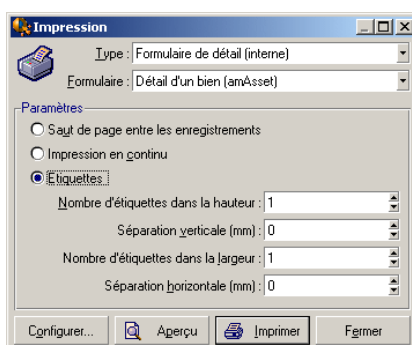 Impression
Type : Formulaire de détail (interne)
Formulaire : Détail d'un bien (amAsset)
Paramètres
Saut de page entre les enregistrements
Impression en continu
Etiquettes
Nombre d'étiquettes dans la hauteur : 1
Séparation verticale (mm) : 0
Nombre d'étiquettes dans la largeur : 1
Séparation horizontale (mm) : 0
Configurer... Aperçu Imprimer Fermer